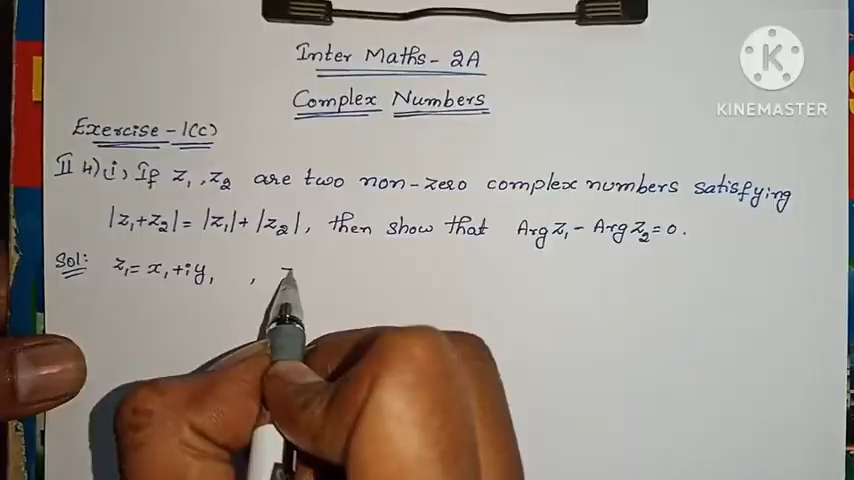 Inter Maths - 2A
Complex Numbers
K
KINEMASTER
Exercise - 1(c)
II 4)(i) If z₁, z₂ are two non-zero complex numbers satisfying
|z₁+z₂| = |z₁| + |z₂|, then show that Arg z₁ - Arg z₂ = 0.
Sol: z₁ = x₁ + iy₁ ,